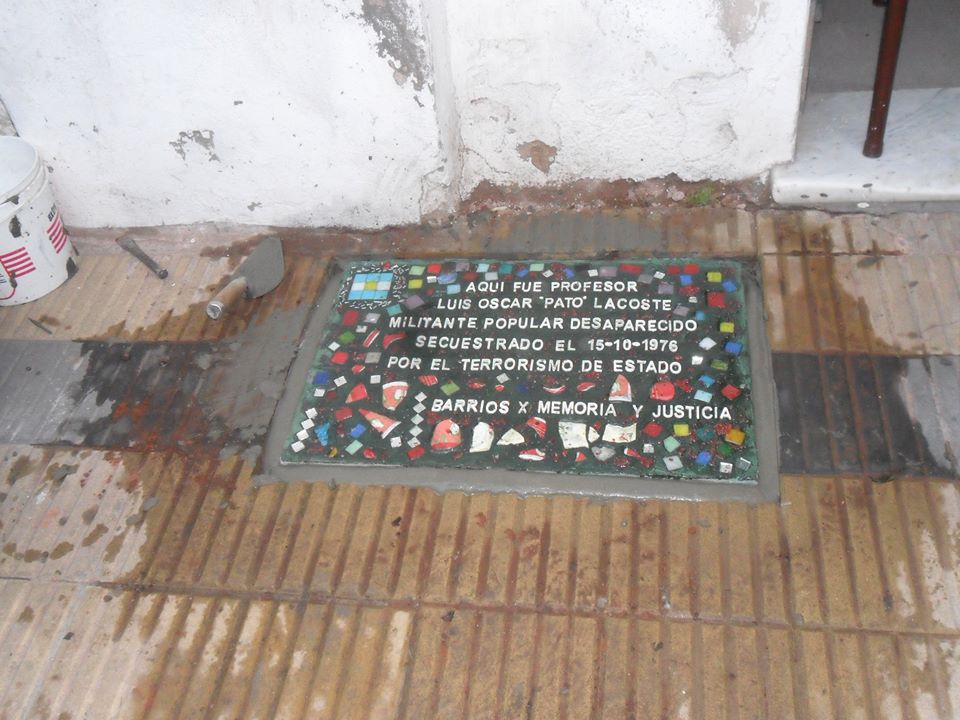 AQUI FUE PROFESOR
LUIS OSCAR "PATO" LACOSTE
MILITANTE POPULAR DESAPARECIDO
SECUESTRADO EL 15-10-1976
POR EL TERRORISMO DE ESTADO
BARRIOS X MEMORIA Y JUSTICIA